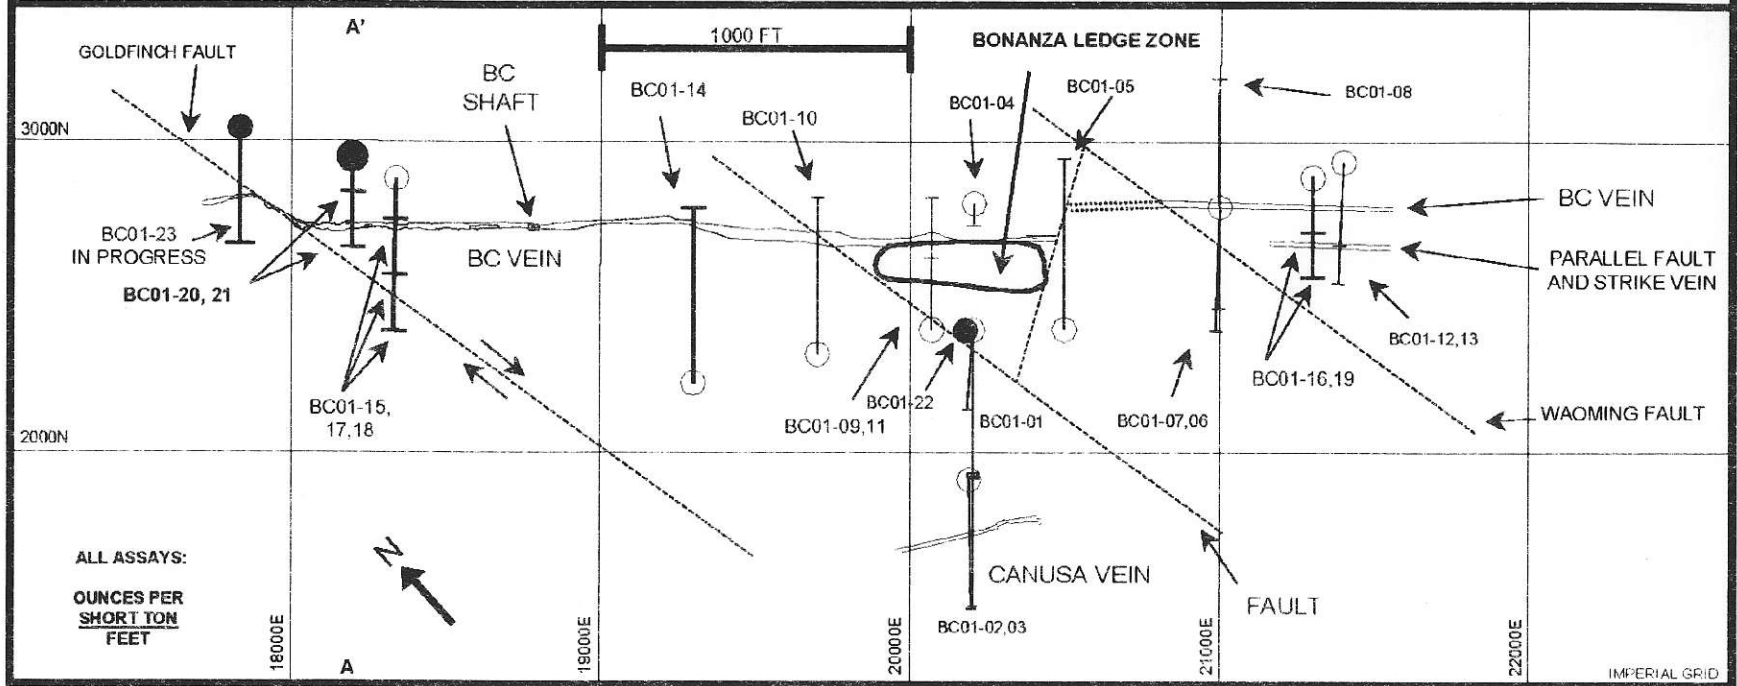 A'
1000 FT
GOLDFINCH FAULT
BONANZA LEDGE ZONE
BC
SHAFT
BC01-14
BC01-10
BC01-04
BC01-05
BC01-08
3000N
BC VEIN
BC01-23
IN PROGRESS
BC01-20, 21
BC VEIN
PARALLEL FAULT
AND STRIKE VEIN
BC01-12,13
BC01-16,19
BC01-15,
17,18
BC01-09,11
BC01-22
BC01-01
BC01-07,06
WAOMING FAULT
2000N
N
ALL ASSAYS:
OUNCES PER
SHORT TON
FEET
CANUSA VEIN
FAULT
BC01-02,03
18000E
A
19000E
20000E
21000E
22000E
IMPERIAL GRID